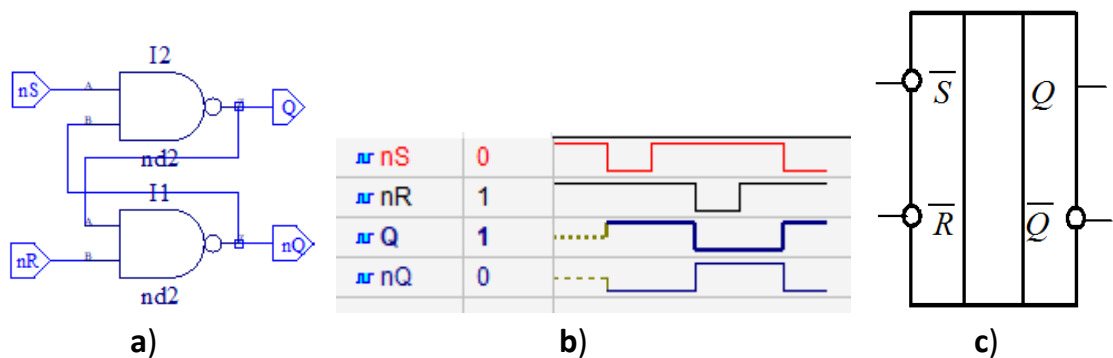 I2
nS
A
B
Q
nd2
I1
A
nR
B
nQ
nd2
a)
nS 0
nR 1
Q 1
nQ 0
b)
S̅ Q
R̅ Q̅
c)